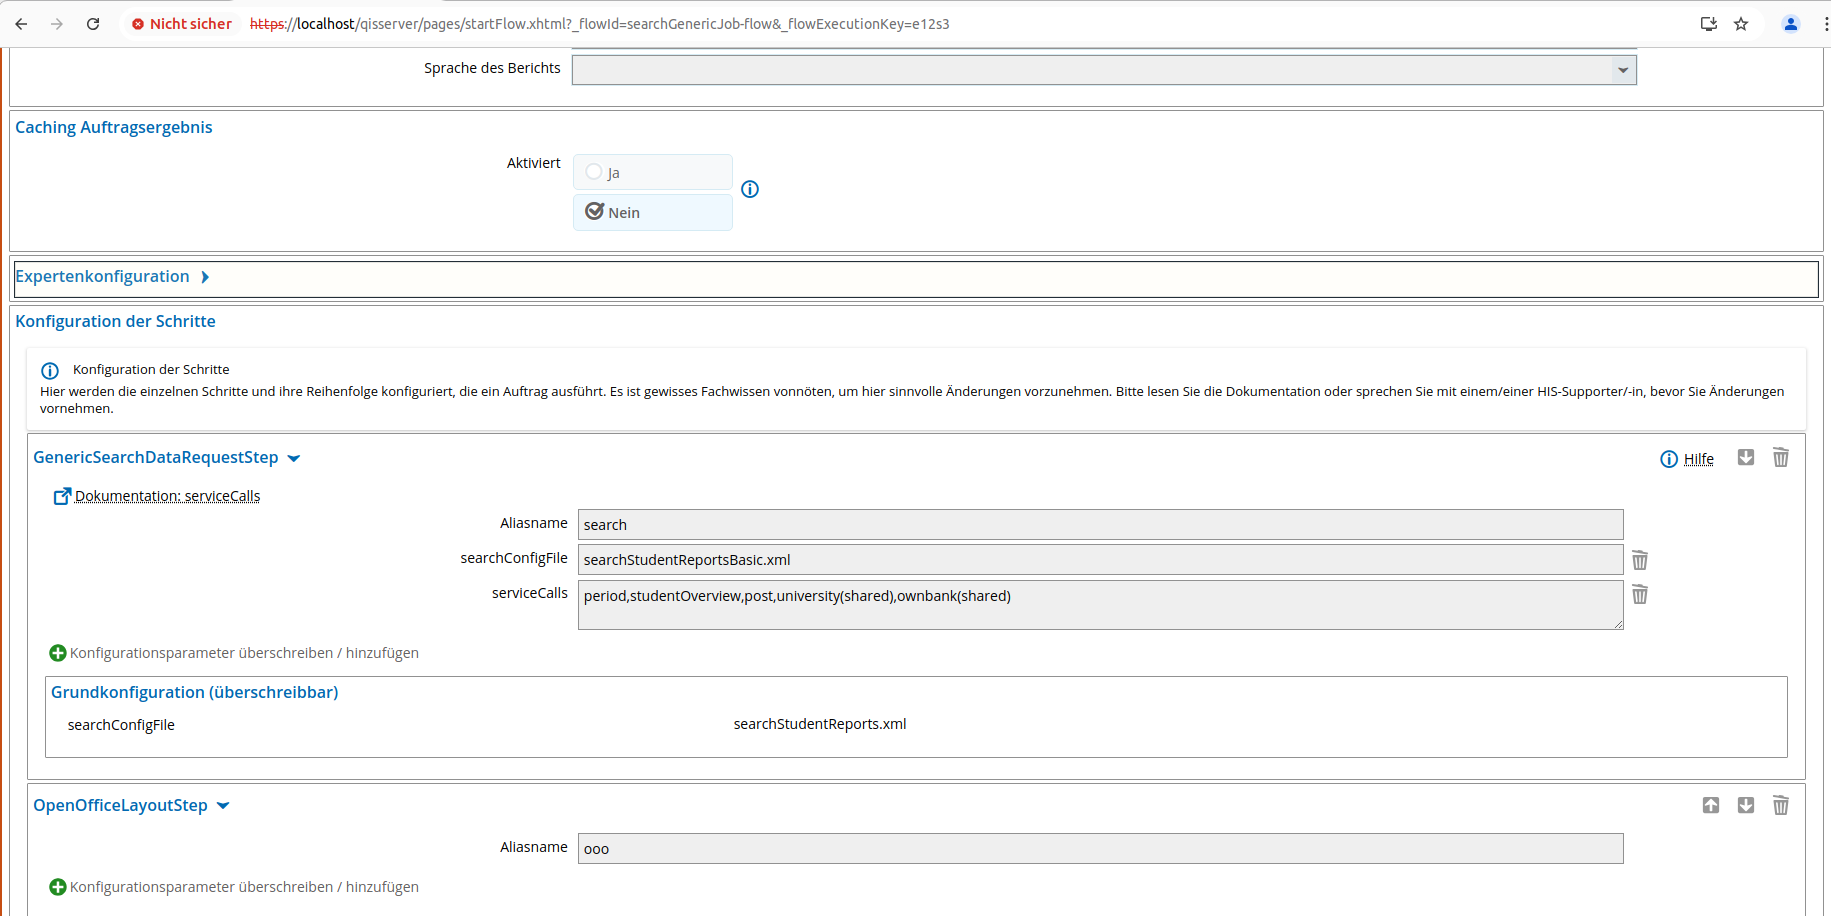 Nicht sicher https://localhost/qisserver/pages/startFlow.xhtml?_flowId=searchGenericJob-flow&_flowExecutionKey=e12s3
Sprache des Berichts
Caching Auftragsergebnis
Aktiviert
Ja
Nein
Expertenkonfiguration
Konfiguration der Schritte
Konfiguration der Schritte
Hier werden die einzelnen Schritte und ihre Reihenfolge konfiguriert, die ein Auftrag ausführt. Es ist gewisses Fachwissen vonnöten, um hier sinnvolle Änderungen vorzunehmen. Bitte lesen Sie die Dokumentation oder sprechen Sie mit einem/einer HIS-Supporter/-in, bevor Sie Änderungen
vornehmen.
GenericSearchDataRequestStep Hilfe
Dokumentation: serviceCalls
Aliasname search
searchConfigFile searchStudentReportsBasic.xml
serviceCalls period,studentOverview,post,university(shared),ownbank(shared)
Konfigurationsparameter überschreiben / hinzufügen
Grundkonfiguration (überschreibbar)
searchConfigFile searchStudentReports.xml
OpenOfficeLayoutStep
Aliasname ooo
Konfigurationsparameter überschreiben / hinzufügen